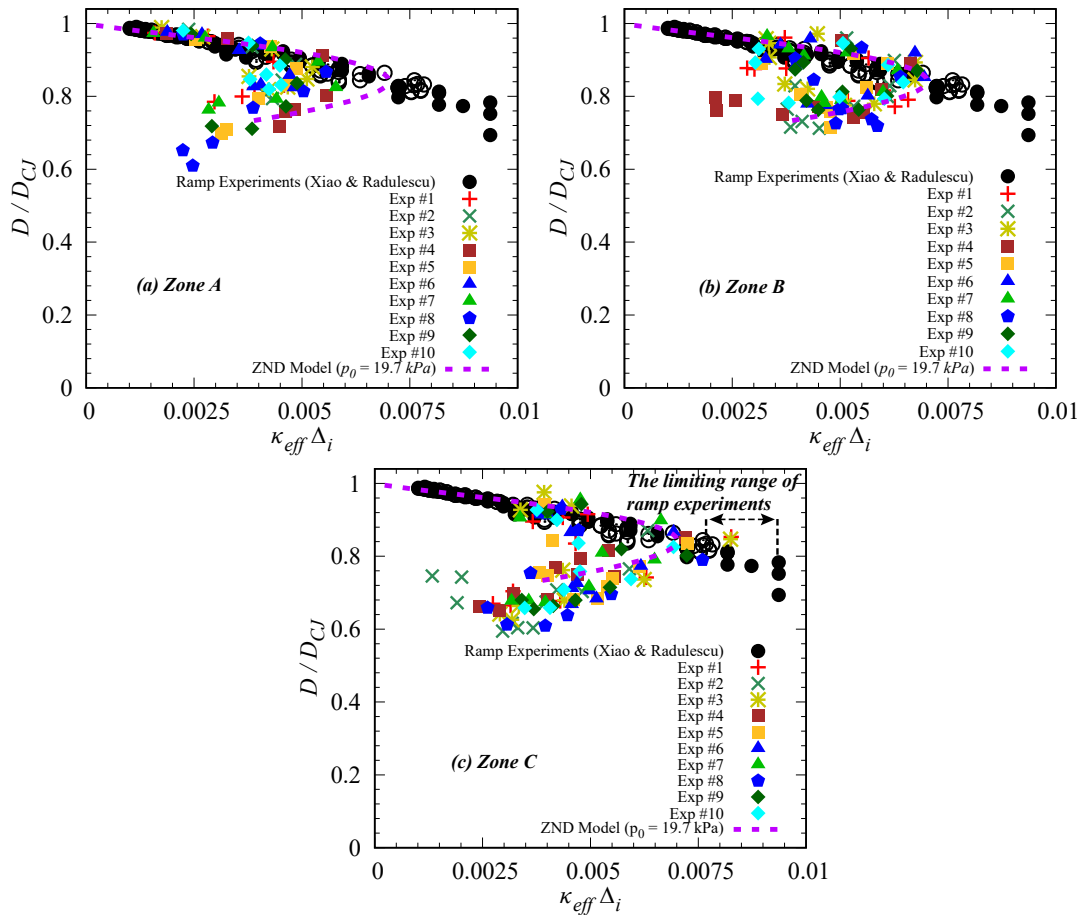 1
0.8
0.6
0.4
0.2
0
D / D_CJ
Ramp Experiments (Xiao & Radulescu)
Exp #1
Exp #2
Exp #3
Exp #4
Exp #5
Exp #6
Exp #7
Exp #8
Exp #9
Exp #10
ZND Model (p_0 = 19.7 kPa)
(a) Zone A
0 0.0025 0.005 0.0075 0.01
κ_eff Δ_i
1
0.8
0.6
0.4
0.2
0
D / D_CJ
Ramp Experiments (Xiao & Radulescu)
Exp #1
Exp #2
Exp #3
Exp #4
Exp #5
Exp #6
Exp #7
Exp #8
Exp #9
Exp #10
ZND Model (p_0 = 19.7 kPa)
(b) Zone B
0 0.0025 0.005 0.0075 0.01
κ_eff Δ_i
1
0.8
0.6
0.4
0.2
0
D / D_CJ
The limiting range of
ramp experiments
Ramp Experiments (Xiao & Radulescu)
Exp #1
Exp #2
Exp #3
Exp #4
Exp #5
Exp #6
Exp #7
Exp #8
Exp #9
Exp #10
ZND Model (p_0 = 19.7 kPa)
(c) Zone C
0 0.0025 0.005 0.0075 0.01
κ_eff Δ_i